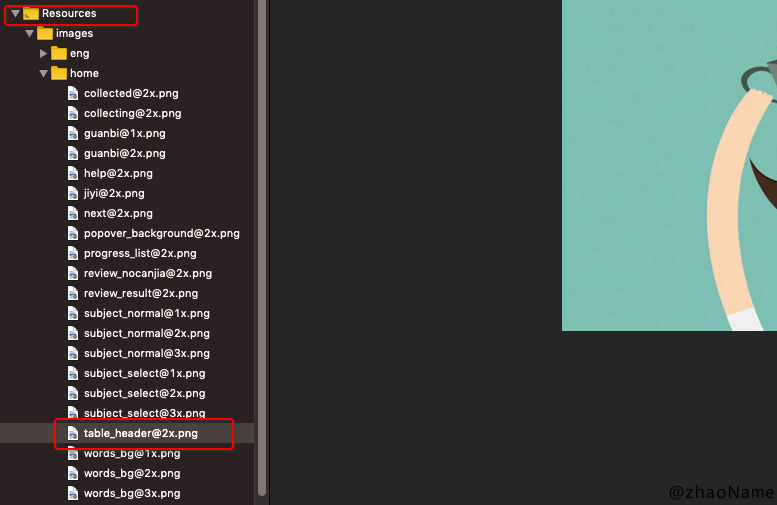 Resources
images
eng
home
collected@2x.png
collecting@2x.png
guanbi@1x.png
guanbi@2x.png
help@2x.png
jiyi@2x.png
next@2x.png
popover_background@2x.png
progress_list@2x.png
review_nocanjia@2x.png
review_result@2x.png
subject_normal@1x.png
subject_normal@2x.png
subject_normal@3x.png
subject_select@1x.png
subject_select@2x.png
subject_select@3x.png
table_header@2x.png
words_bg@1x.png
words_bg@2x.png
words_bg@3x.png
@zhaoName